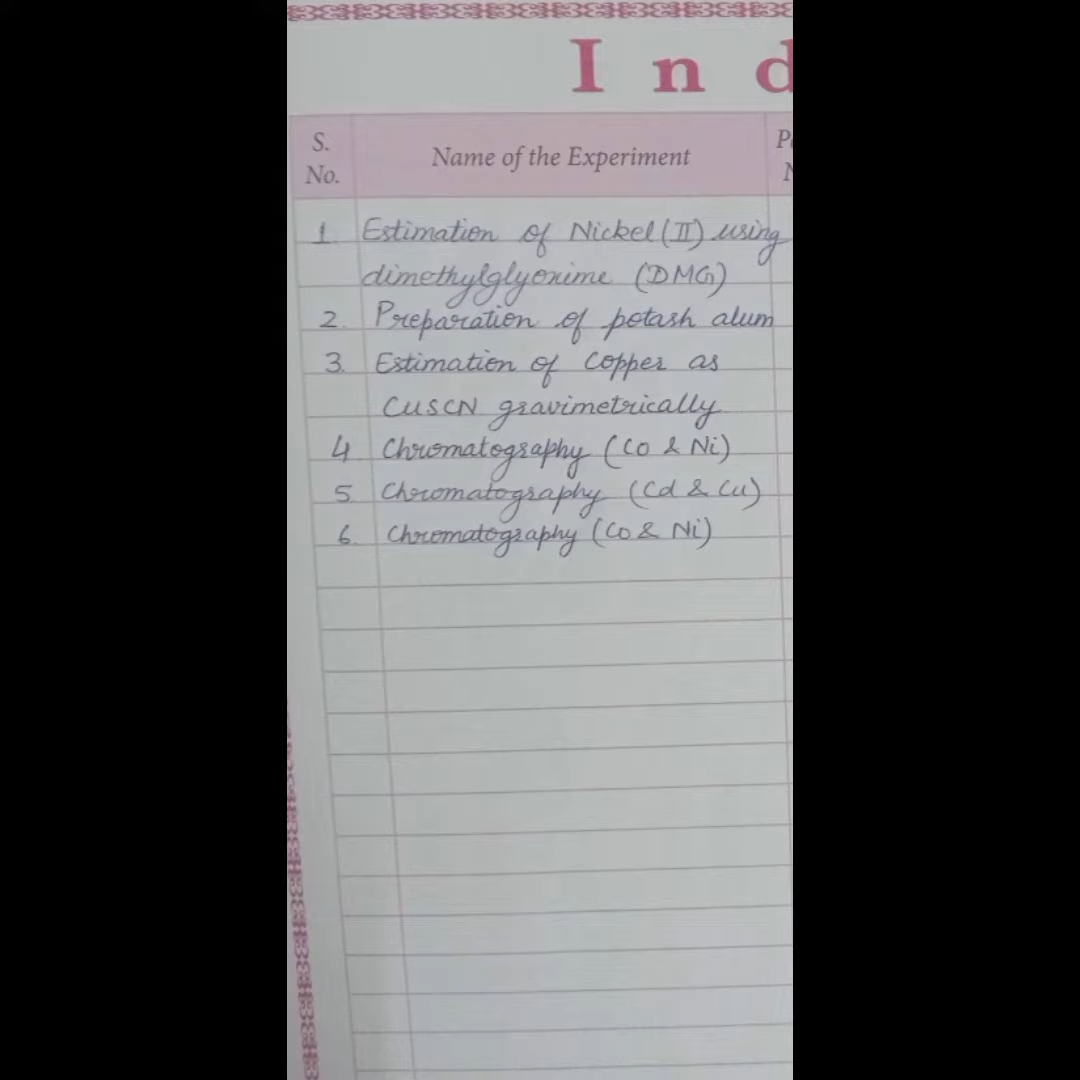 Ind
S. No.
Name of the Experiment
1. Estimation of Nickel (II) using
dimethylglyoxime (DMG)
2. Preparation of potash alum
3. Estimation of Copper as
CUSCN gravimetrically
4 Chromatography (Co & Ni)
5 Chromatography (Cd & Cu)
6. Chromatography (Co & Ni)